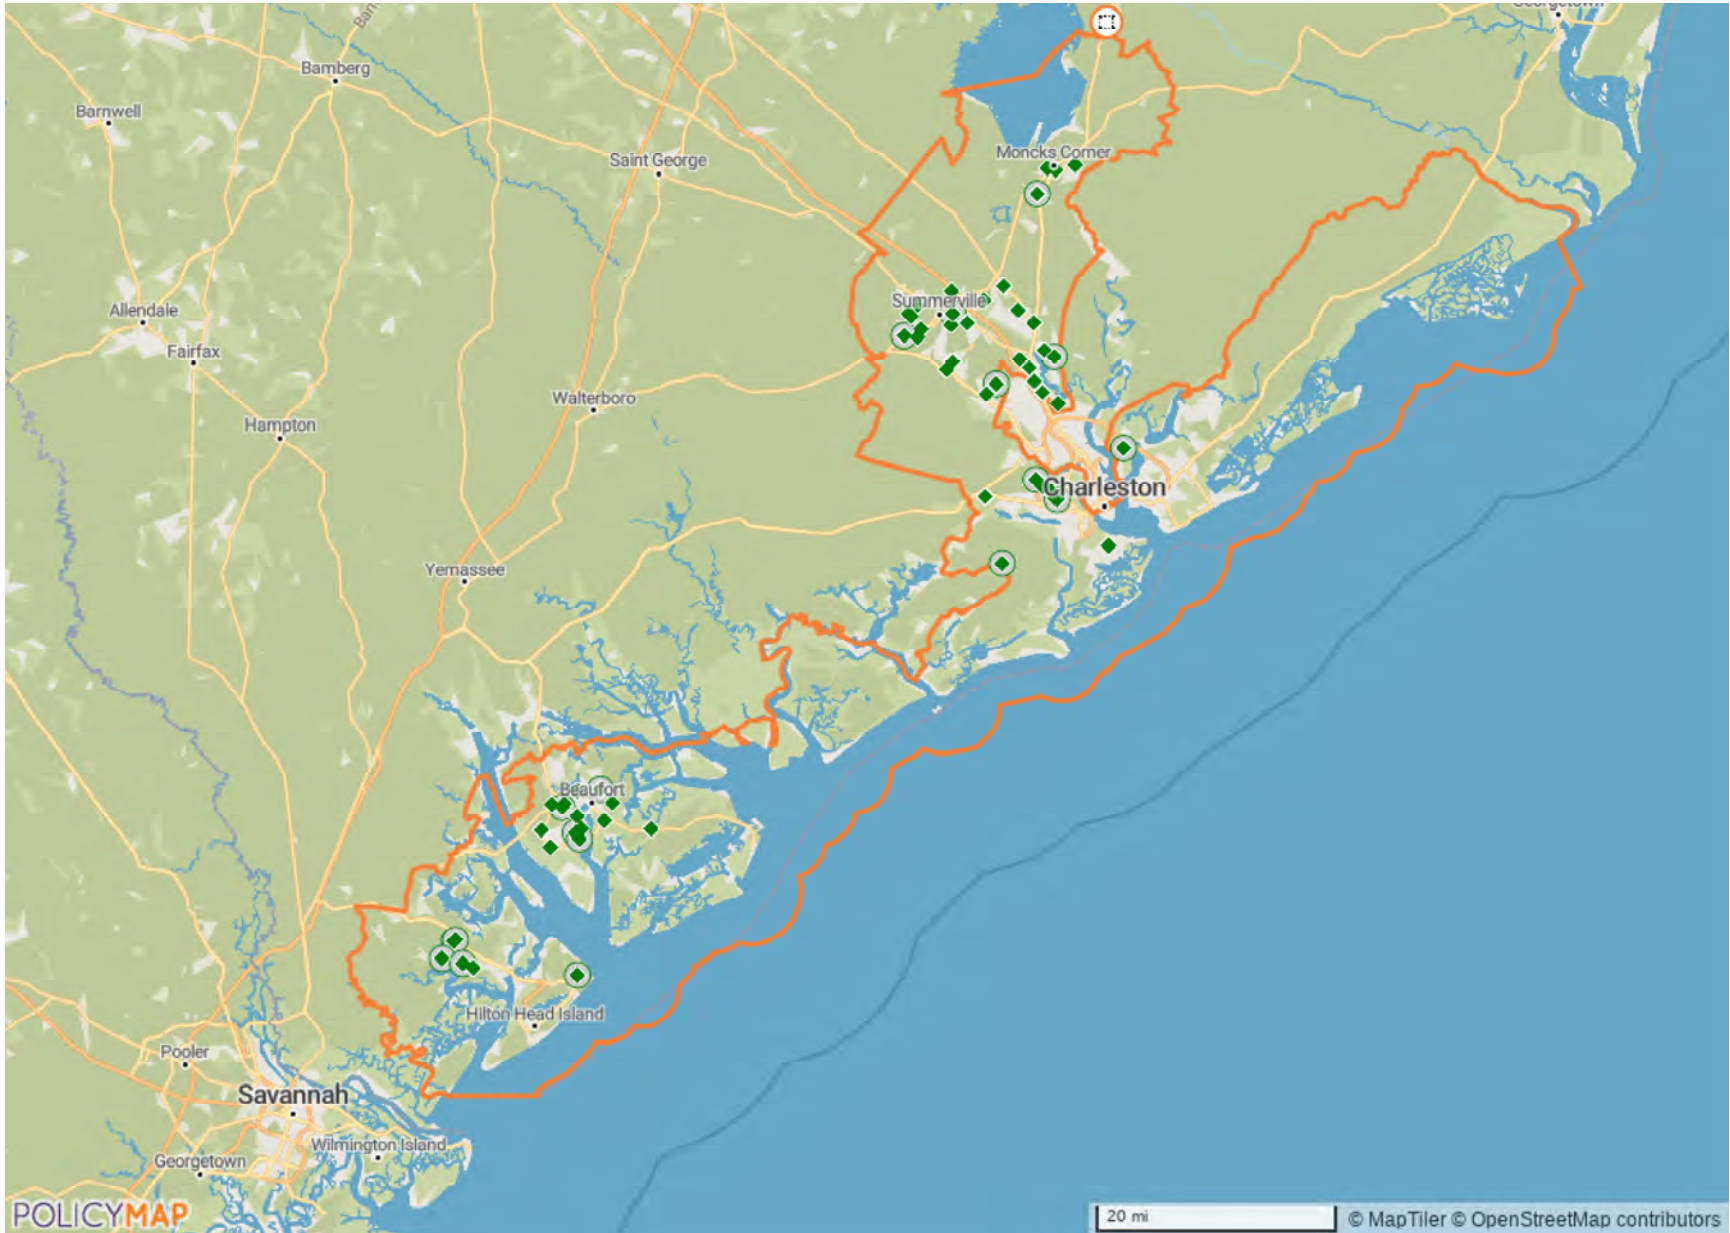 Georgetown
Bamberg
Barnwell
Moncks Corner
Saint George
Summerville
Allendale
Fairfax
Walterboro
Hampton
Charleston
Yemassee
Beaufort
Hilton Head Island
Pooler
Savannah
Wilmington Island
Georgetown
POLICYMAP
20 mi
© MapTiler © OpenStreetMap contributors